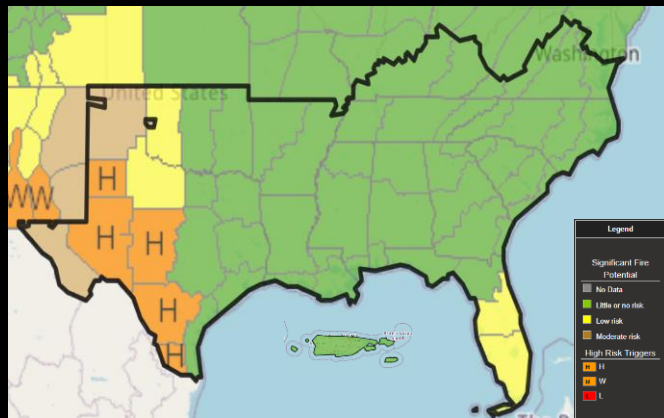 Washington
United States
H
W W
H H
H
H
Legend
Significant Fire
Potential
No Data
Little or no risk
Low risk
Moderate risk
High Risk Triggers
H H
W W
L